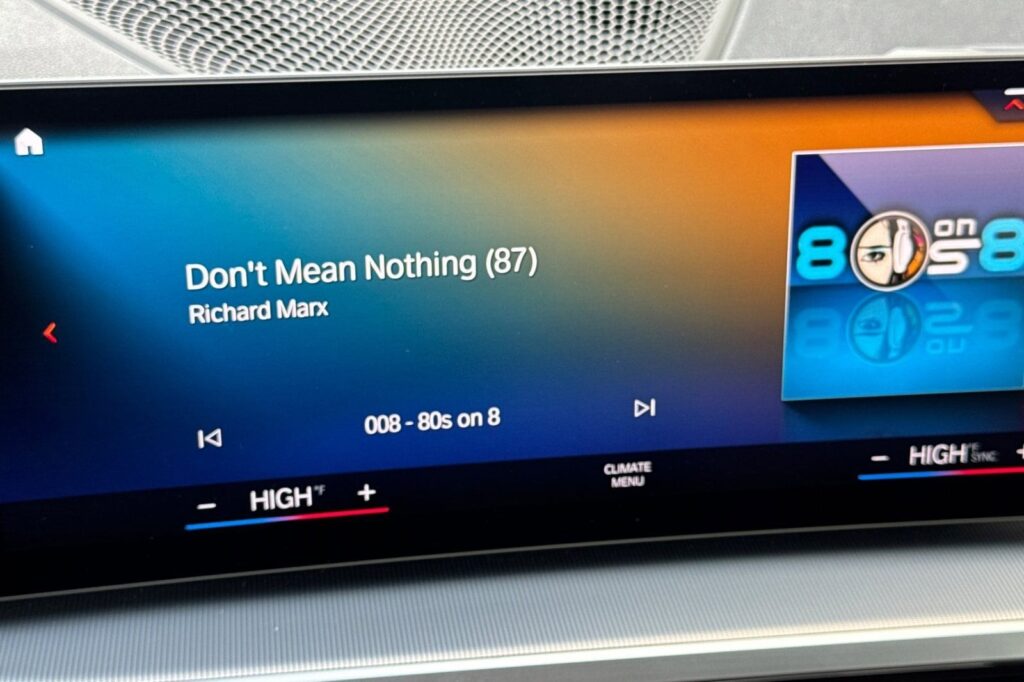 Don't Mean Nothing (87)
Richard Marx
80s on 8
008 - 80s on 8
− HIGH °F +
CLIMATE
MENU
− HIGH °F SYNC +